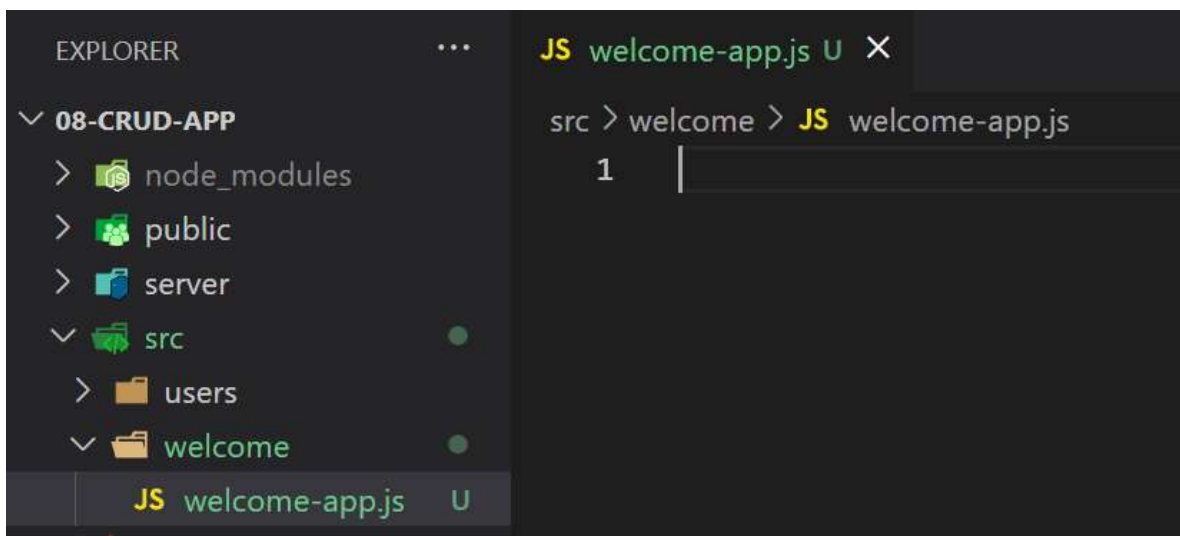 EXPLORER
08-CRUD-APP
node_modules
public
server
src
users
welcome
JS welcome-app.js U
JS welcome-app.js U
src > welcome > JS welcome-app.js
1